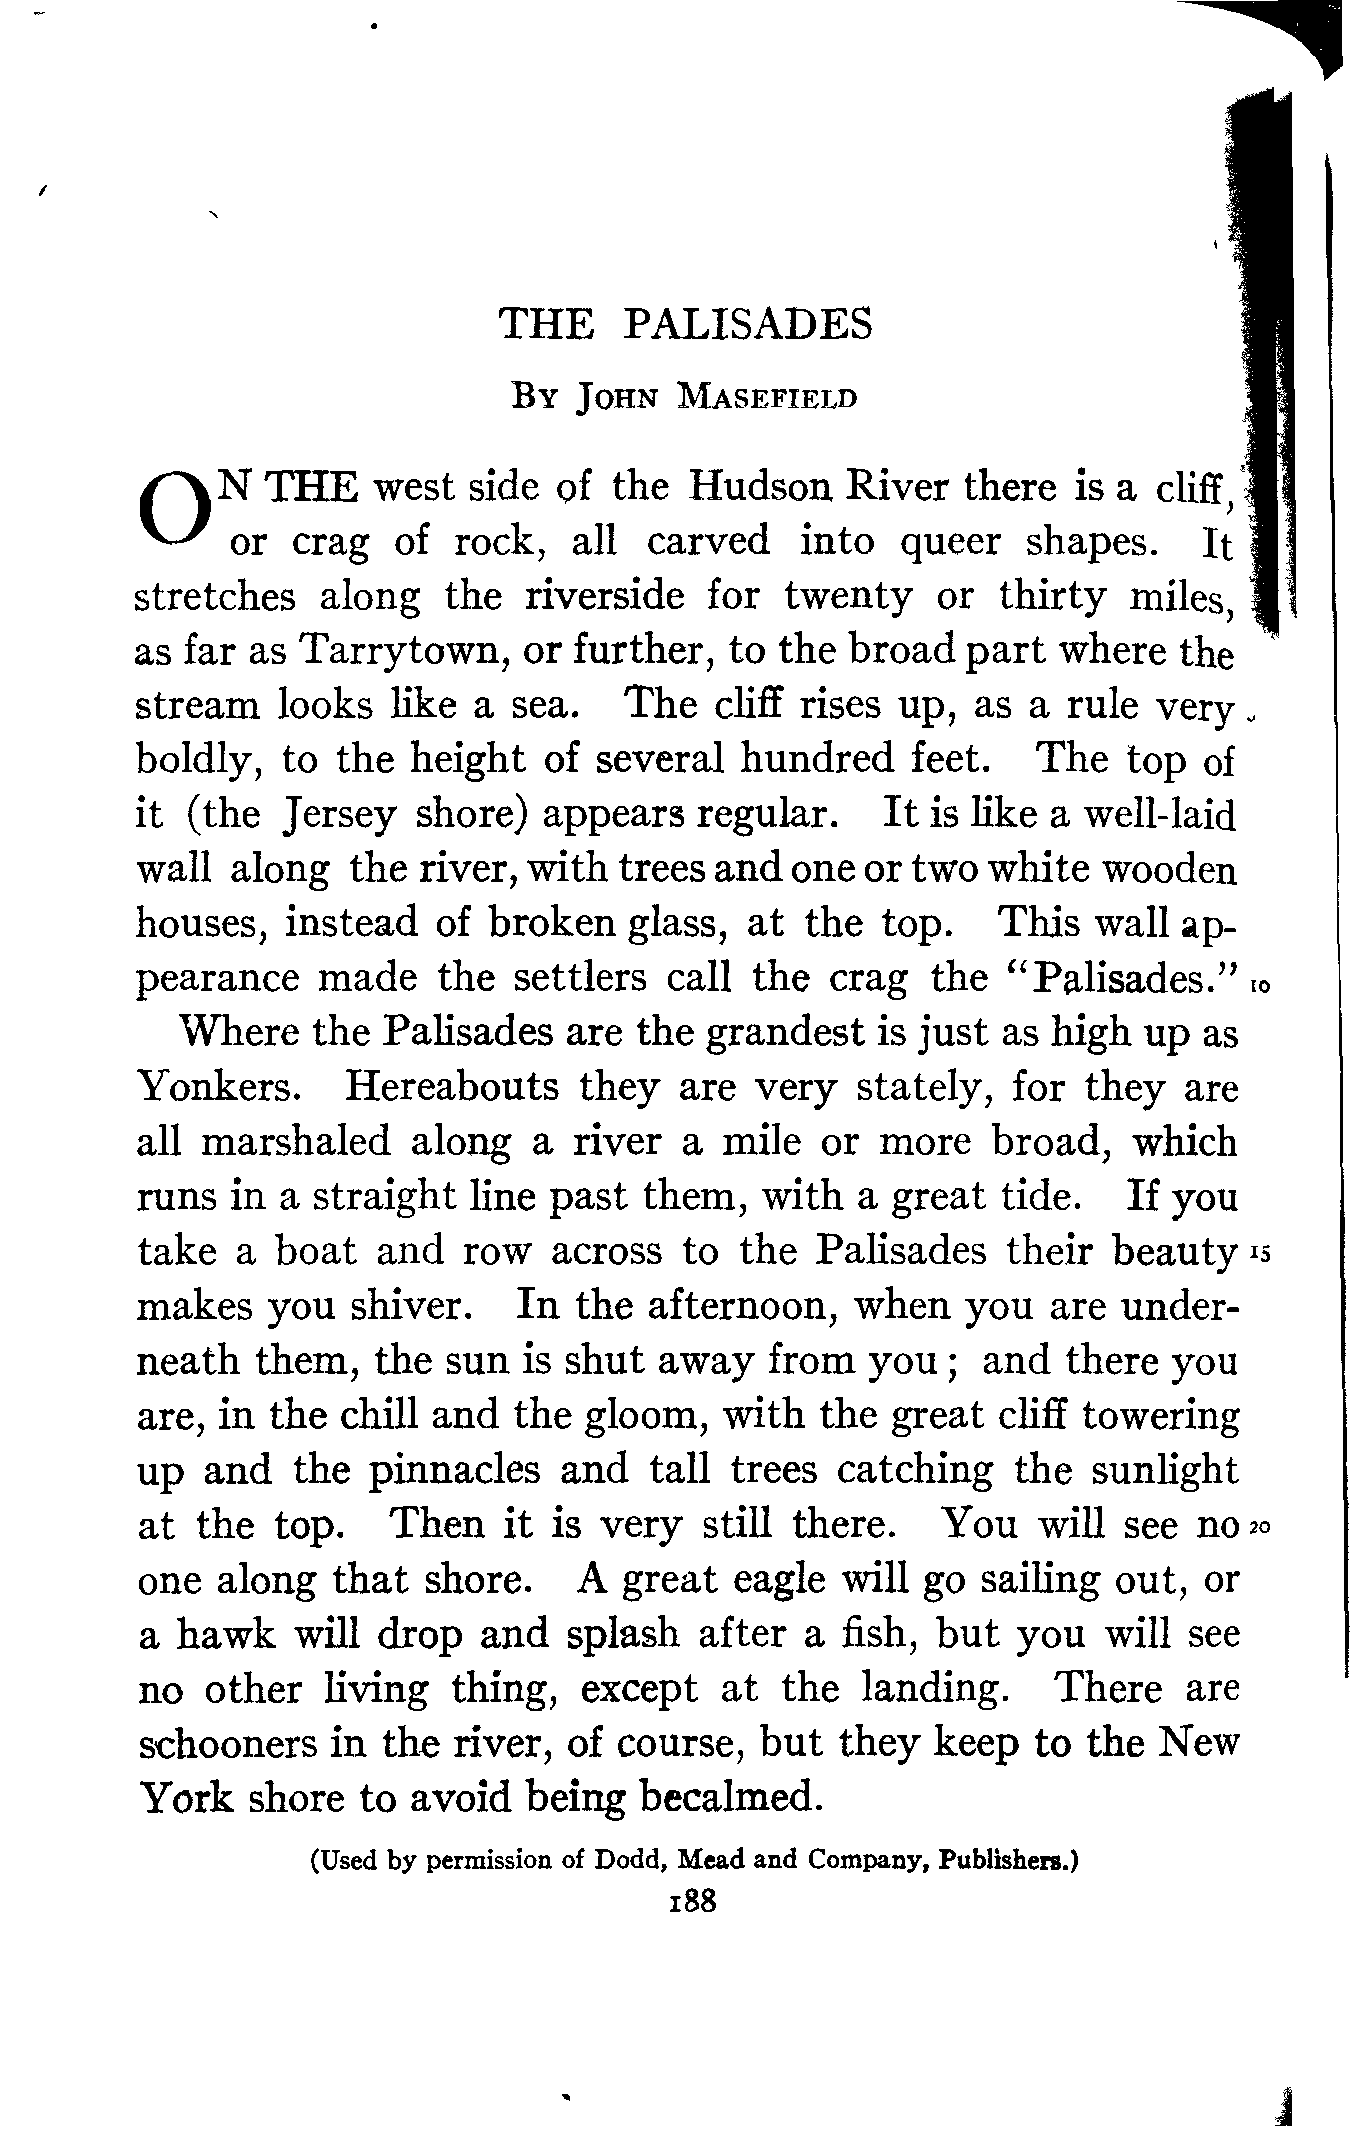 THE PALISADES
By John Masefield
ON THE west side of the Hudson River there is a cliff,
or crag of rock, all carved into queer shapes. It
stretches along the riverside for twenty or thirty miles,
as far as Tarrytown, or further, to the broad part where the
stream looks like a sea. The cliff rises up, as a rule very
boldly, to the height of several hundred feet. The top of
it (the Jersey shore) appears regular. It is like a well-laid
wall along the river, with trees and one or two white wooden
houses, instead of broken glass, at the top. This wall ap-
pearance made the settlers call the crag the "Palisades." 10
Where the Palisades are the grandest is just as high up as
Yonkers. Hereabouts they are very stately, for they are
all marshaled along a river a mile or more broad, which
runs in a straight line past them, with a great tide. If you
take a boat and row across to the Palisades their beauty 15
makes you shiver. In the afternoon, when you are under-
neath them, the sun is shut away from you; and there you
are, in the chill and the gloom, with the great cliff towering
up and the pinnacles and tall trees catching the sunlight
at the top. Then it is very still there. You will see no 20
one along that shore. A great eagle will go sailing out, or
a hawk will drop and splash after a fish, but you will see
no other living thing, except at the landing. There are
schooners in the river, of course, but they keep to the New
York shore to avoid being becalmed.
(Used by permission of Dodd, Mead and Company, Publishers.)
188